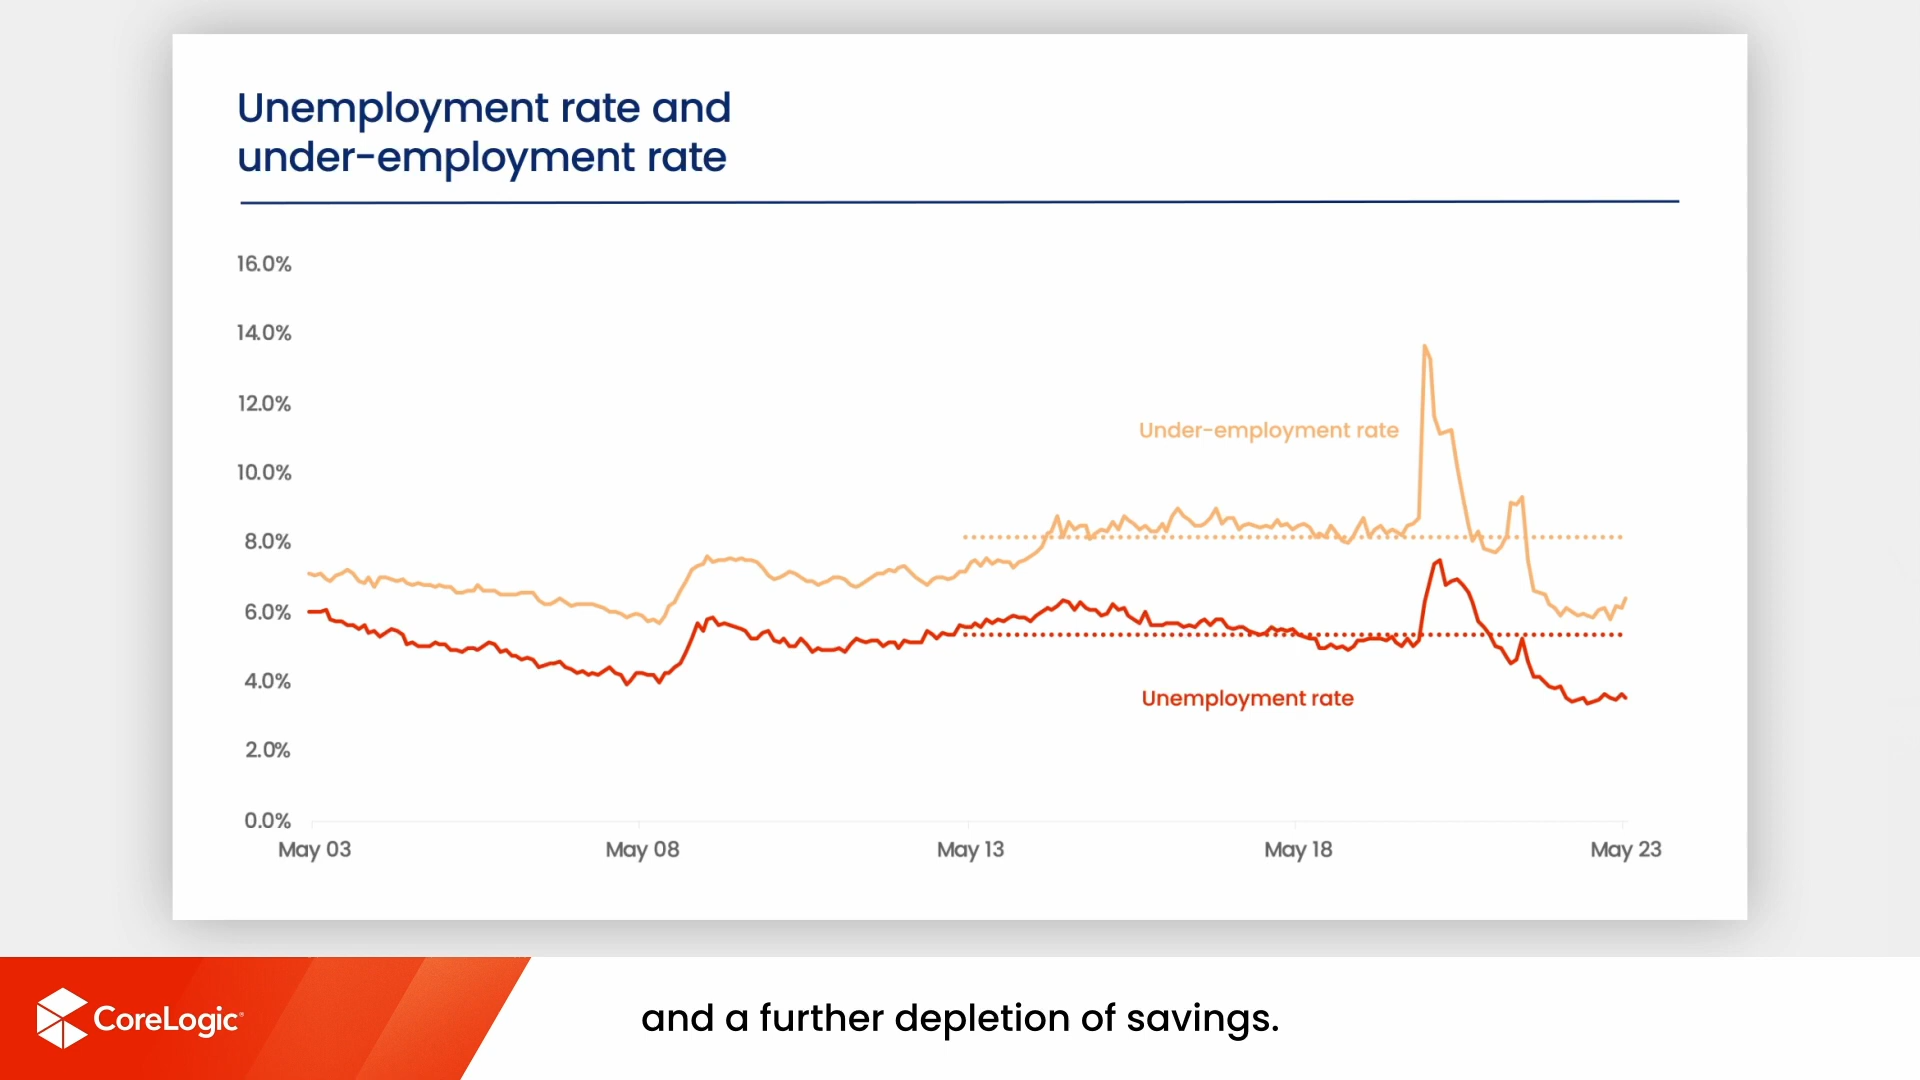 Unemployment rate and
under-employment rate
16.0%
14.0%
12.0%
10.0%
8.0%
6.0%
4.0%
2.0%
0.0%
Under-employment rate
Unemployment rate
May 03
May 08
May 13
May 18
May 23
CoreLogic
and a further depletion of savings.